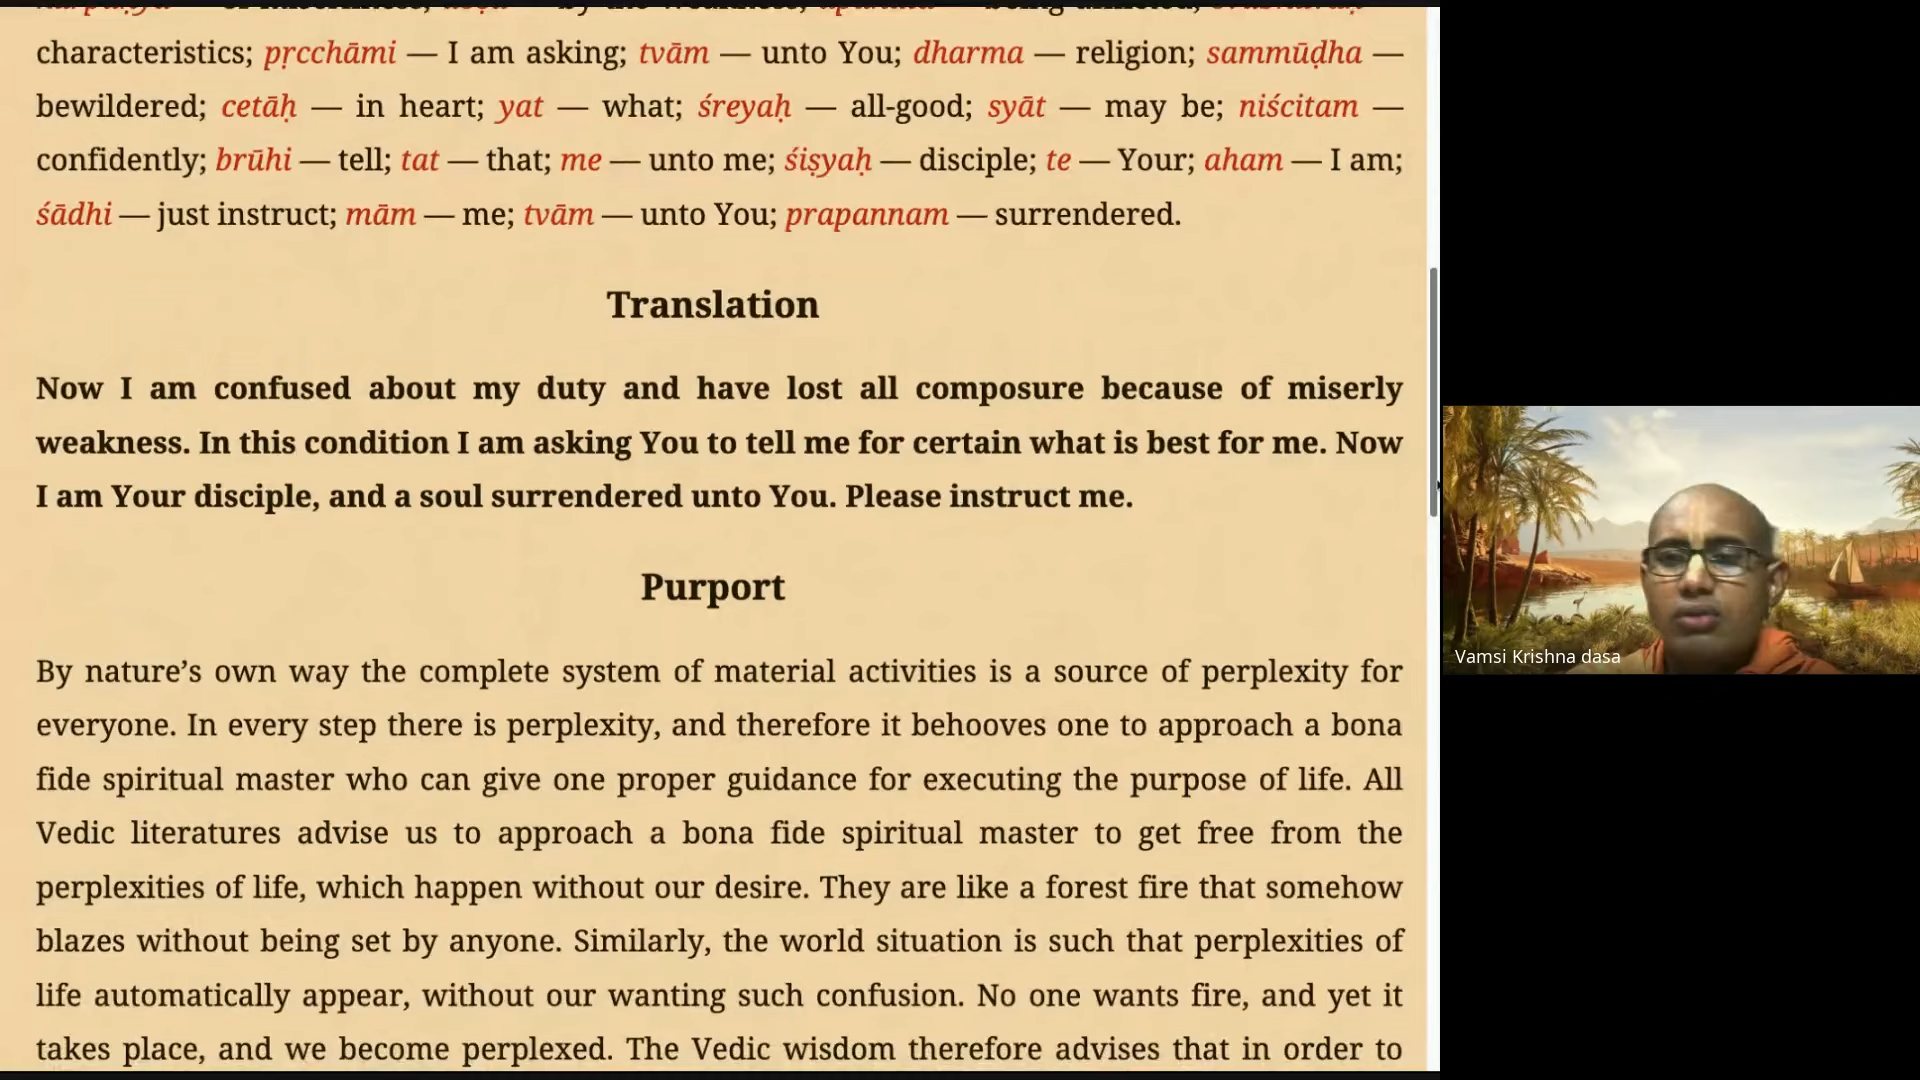 characteristics; pṛcchāmi — I am asking; tvām — unto You; dharma — religion; sammūḍha —
bewildered; cetāḥ — in heart; yat — what; śreyaḥ — all-good; syāt — may be; niścitam —
confidently; brūhi — tell; tat — that; me — unto me; śiṣyaḥ — disciple; te — Your; aham — I am;
śādhi — just instruct; mām — me; tvām — unto You; prapannam — surrendered.
Translation
Now I am confused about my duty and have lost all composure because of miserly
weakness. In this condition I am asking You to tell me for certain what is best for me. Now
I am Your disciple, and a soul surrendered unto You. Please instruct me.
Purport
By nature’s own way the complete system of material activities is a source of perplexity for
everyone. In every step there is perplexity, and therefore it behooves one to approach a bona
fide spiritual master who can give one proper guidance for executing the purpose of life. All
Vedic literatures advise us to approach a bona fide spiritual master to get free from the
perplexities of life, which happen without our desire. They are like a forest fire that somehow
blazes without being set by anyone. Similarly, the world situation is such that perplexities of
life automatically appear, without our wanting such confusion. No one wants fire, and yet it
takes place, and we become perplexed. The Vedic wisdom therefore advises that in order to
Vamsi Krishna dasa